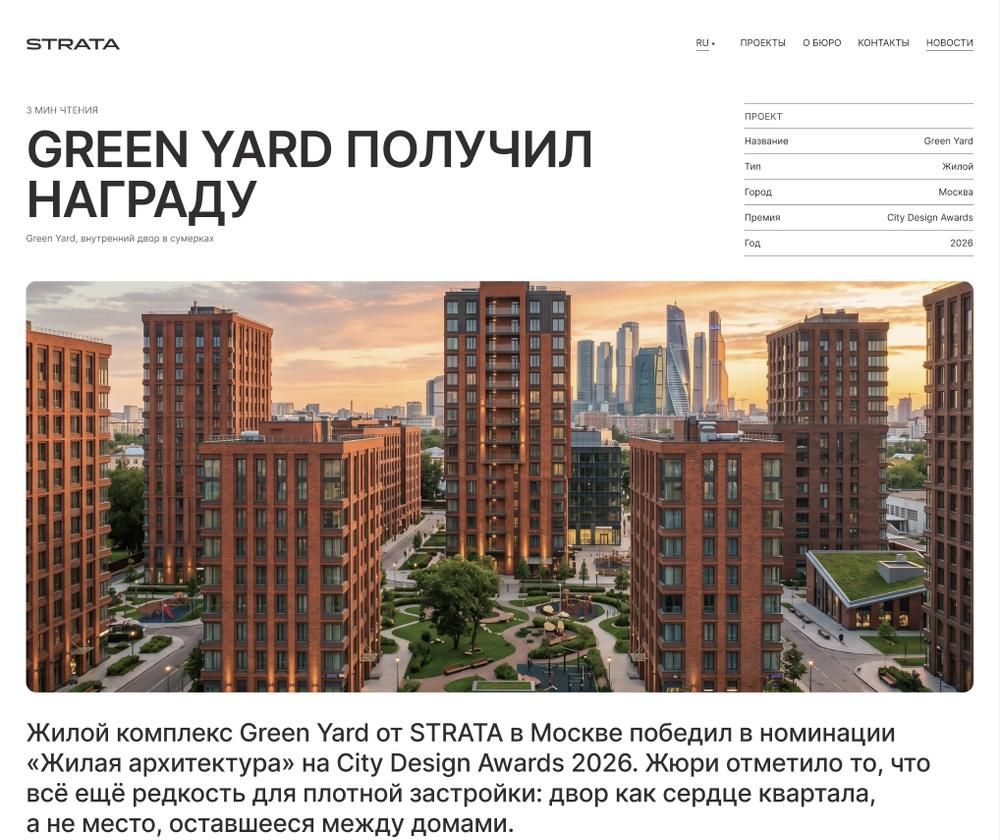 STRATA
RU
ПРОЕКТЫ
О БЮРО
КОНТАКТЫ
НОВОСТИ
3 МИН ЧТЕНИЯ
GREEN YARD ПОЛУЧИЛ
НАГРАДУ
Green Yard, внутренний двор в сумерках
ПРОЕКТ
Название Green Yard
Тип Жилой
Город Москва
Премия City Design Awards
Год 2026
Жилой комплекс Green Yard от STRATA в Москве победил в номинации
«Жилая архитектура» на City Design Awards 2026. Жюри отметило то, что
всё ещё редкость для плотной застройки: двор как сердце квартала,
а не место, оставшееся между домами.